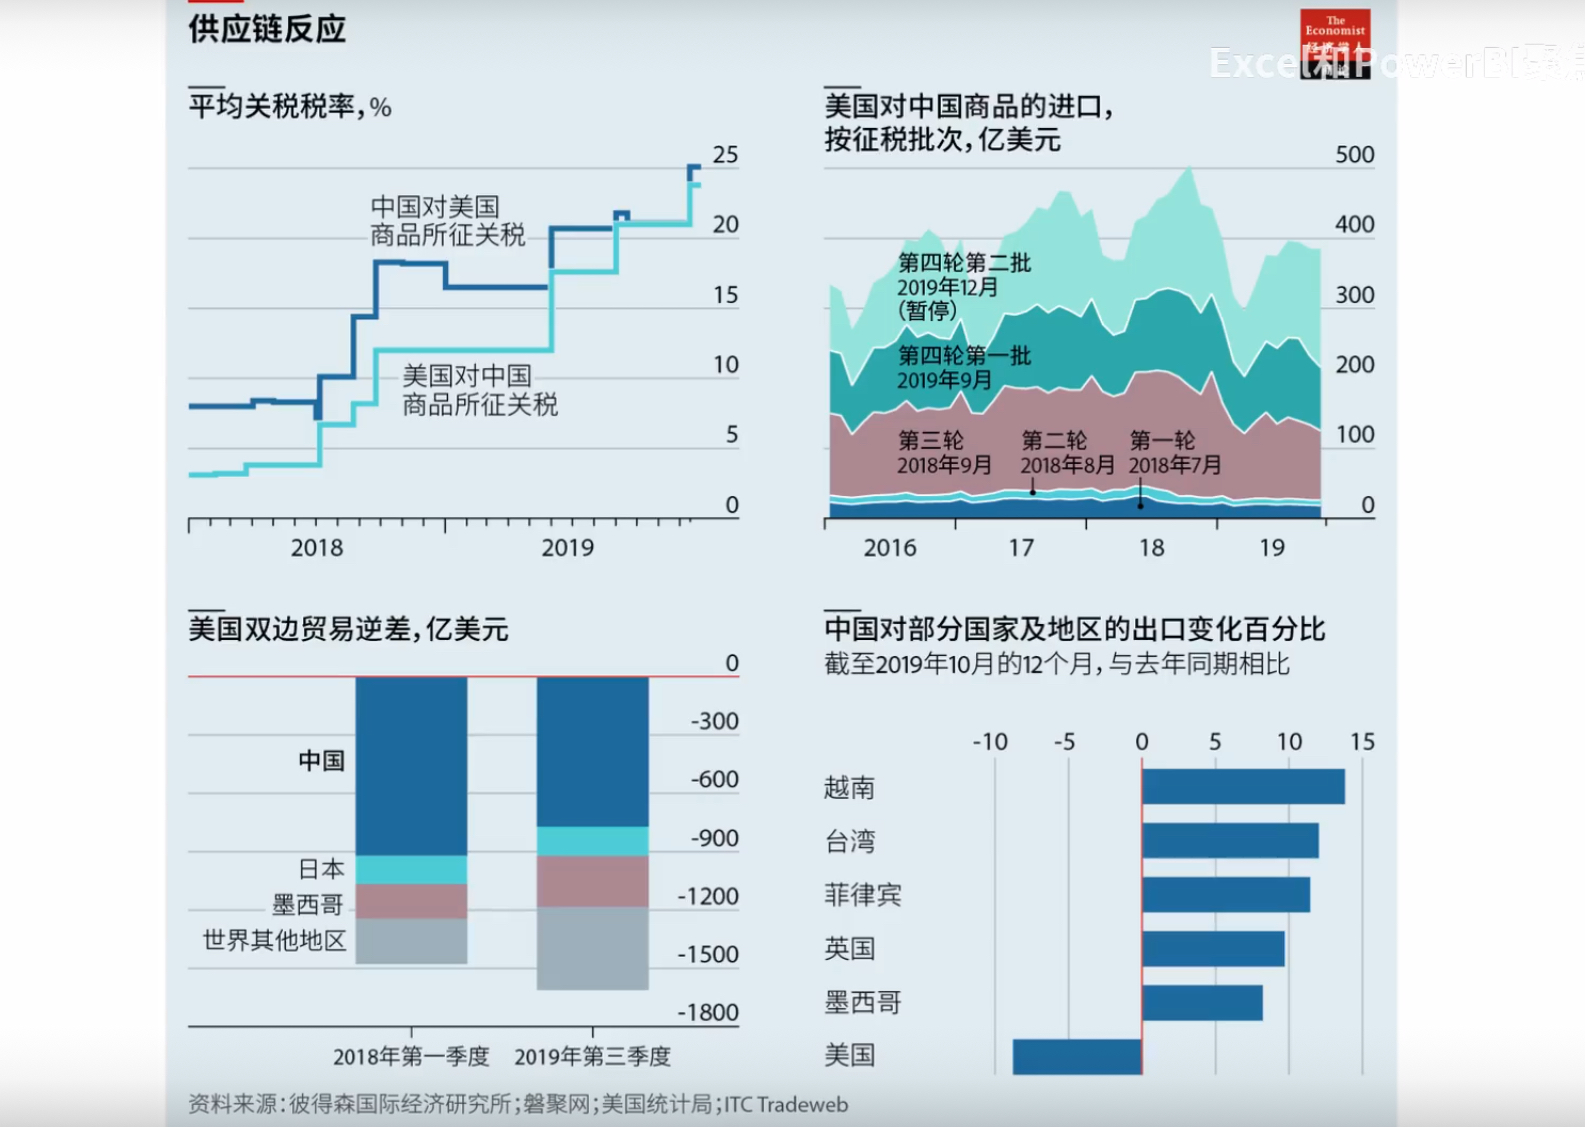 供应链反应
The
Economist
经济学人
商论
Excel和PowerBI聚焦
平均关税税率，%
25
20
15
10
5
0
中国对美国
商品所征关税
美国对中国
商品所征关税
2018
2019
美国对中国商品的进口，
按征税批次，亿美元
500
400
300
200
100
0
第四轮第二批
2019年12月
（暂停）
第四轮第一批
2019年9月
第三轮
2018年9月
第二轮
2018年8月
第一轮
2018年7月
2016
17
18
19
美国双边贸易逆差，亿美元
0
-300
-600
-900
-1200
-1500
-1800
中国
日本
墨西哥
世界其他地区
2018年第一季度
2019年第三季度
中国对部分国家及地区的出口变化百分比
截至2019年10月的12个月，与去年同期相比
-10 -5 0 5 10 15
越南
台湾
菲律宾
英国
墨西哥
美国
资料来源：彼得森国际经济研究所；磐聚网；美国统计局；ITC Tradeweb